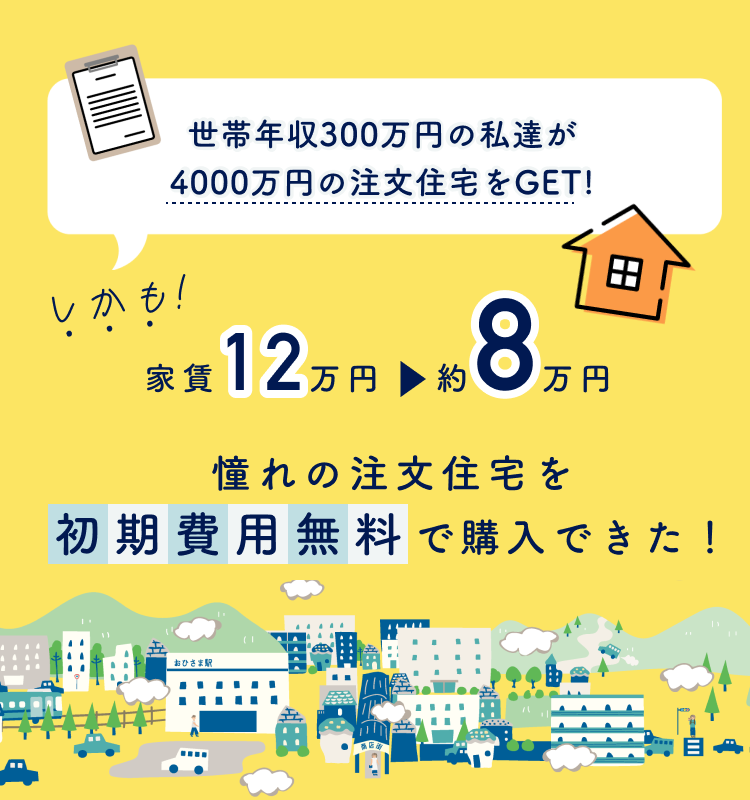 世帯年収300万円の私達が
4000万円の注文住宅をGET!
しかも!
家賃12万円▶約8万円
憧れの注文住宅を
初期費用無料で購入できた!
おひさま駅
商店街